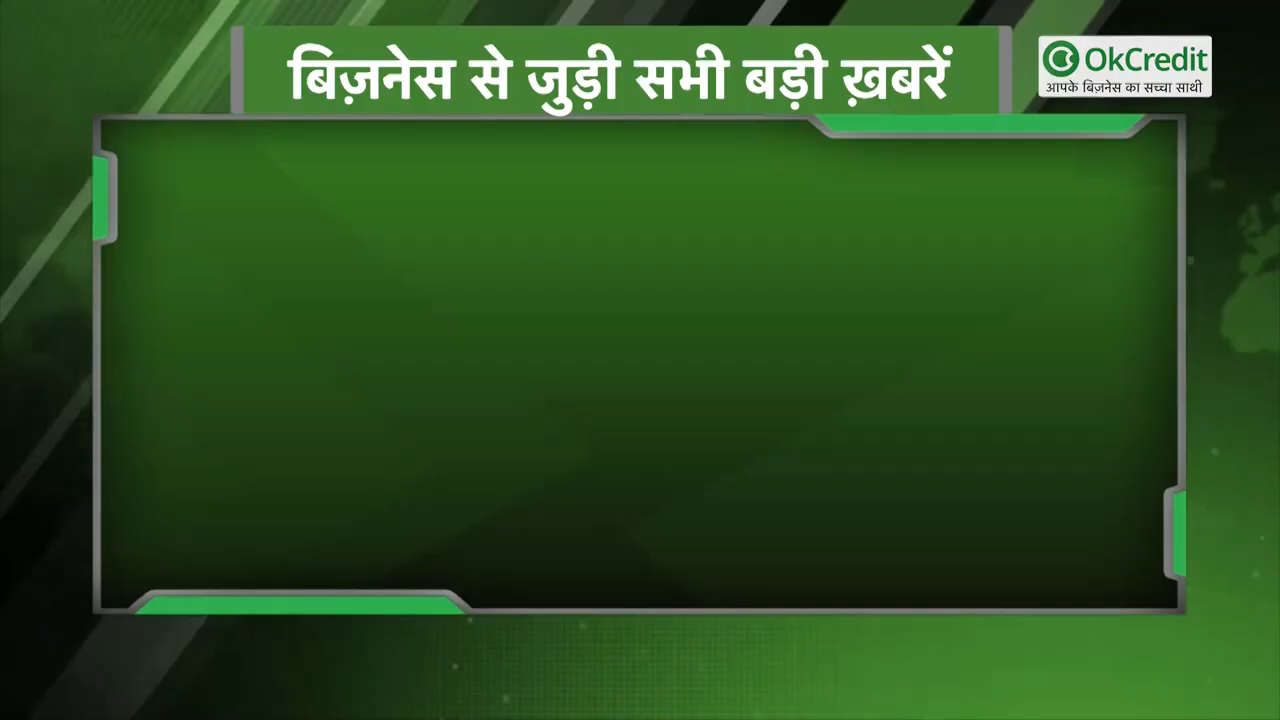 बिज़नेस से जुड़ी सभी बड़ी ख़बरें
OkCredit
आपके बिज़नेस का सच्चा साथी